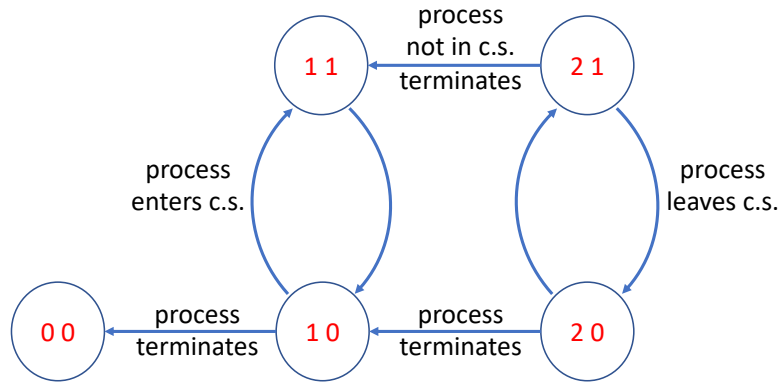 process
not in c.s.
terminates
1 1
2 1
process
enters c.s.
process
leaves c.s.
0 0
process
terminates
1 0
process
terminates
2 0